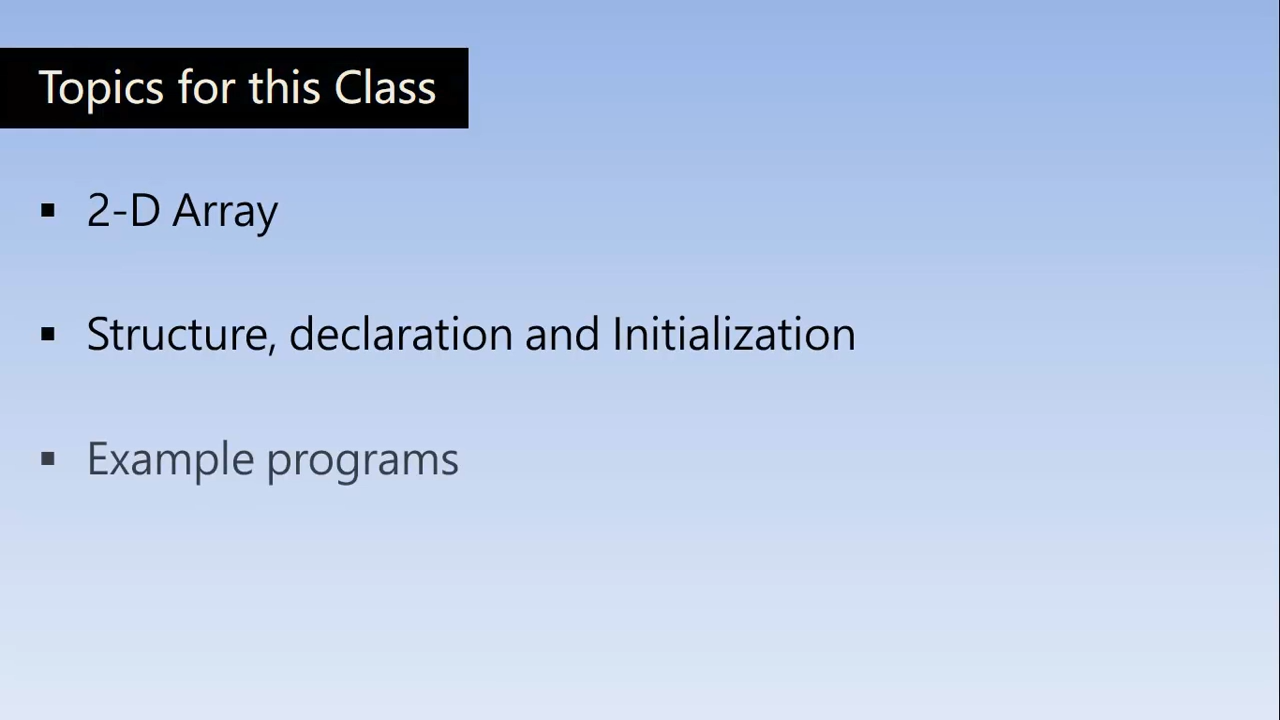 Topics for this Class
▪ 2-D Array
▪ Structure, declaration and Initialization
▪ Example programs